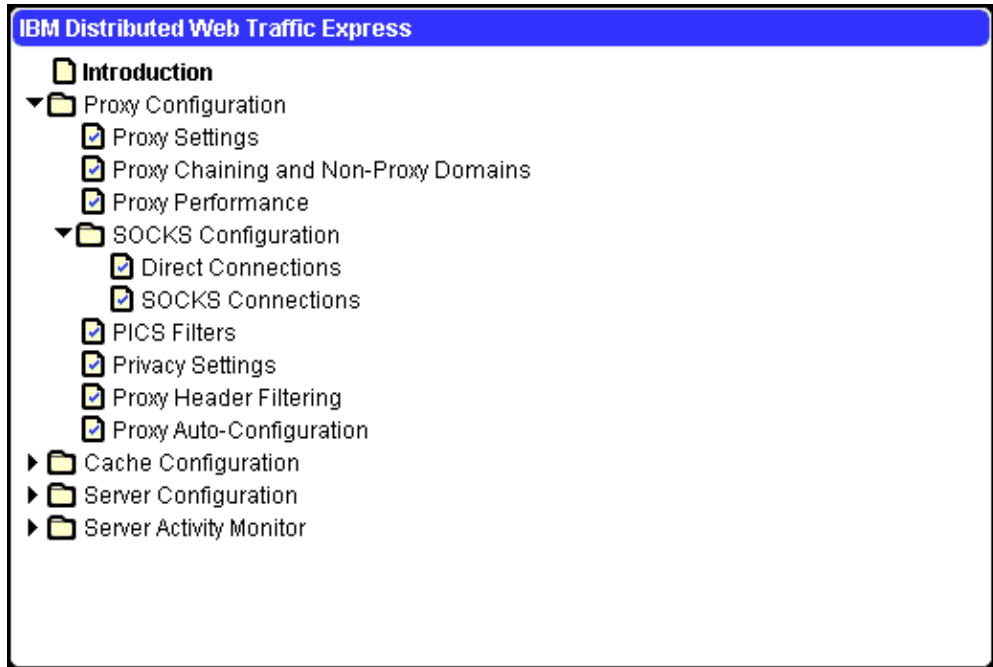 IBM Distributed Web Traffic Express
Introduction
Proxy Configuration
Proxy Settings
Proxy Chaining and Non-Proxy Domains
Proxy Performance
SOCKS Configuration
Direct Connections
SOCKS Connections
PICS Filters
Privacy Settings
Proxy Header Filtering
Proxy Auto-Configuration
Cache Configuration
Server Configuration
Server Activity Monitor